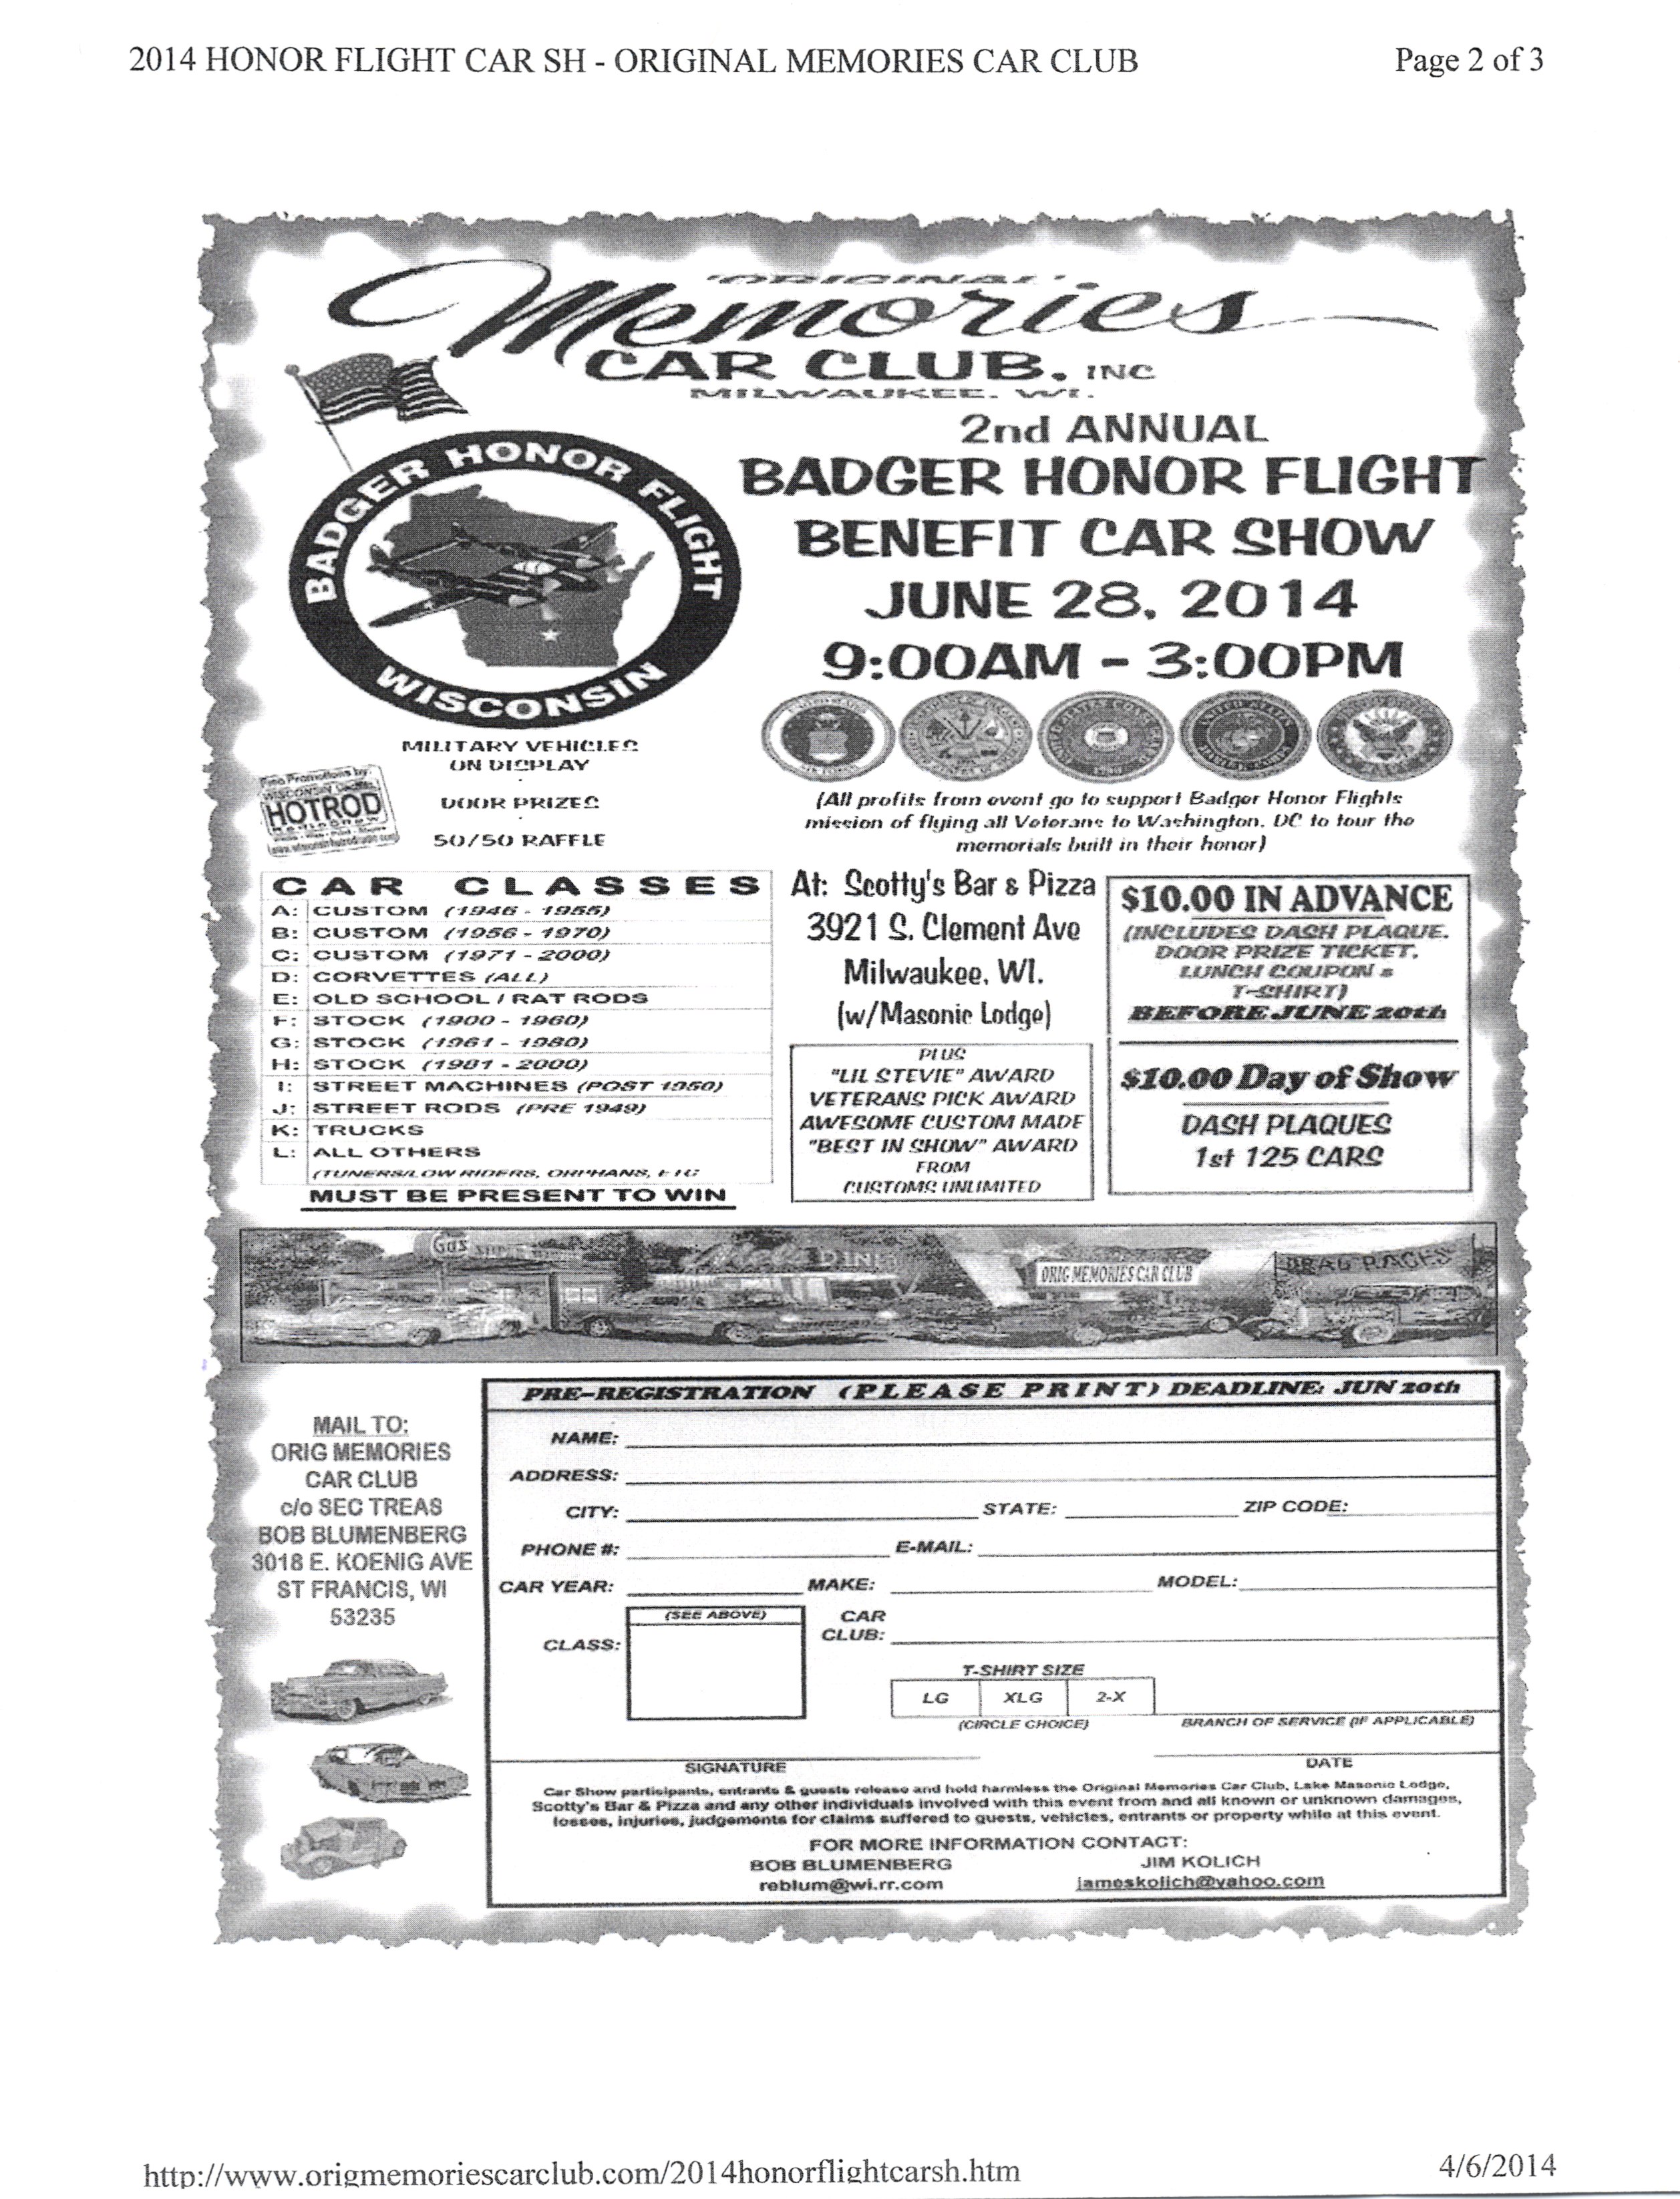 2014 HONOR FLIGHT CAR SH - ORIGINAL MEMORIES CAR CLUB Page 2 of 3
"ORIGINAL"
Memories
CAR CLUB, INC
MILWAUKEE, WI.
2nd ANNUAL
BADGER HONOR FLIGHT
BENEFIT CAR SHOW
JUNE 28, 2014
9:00AM - 3:00PM
BADGER HONOR FLIGHT
WISCONSIN
MILITARY VEHICLES
ON DISPLAY
DOOR PRIZES
50/50 RAFFLE
HOTROD
(All profits from event go to support Badger Honor Flights
mission of flying all Veterans to Washington, DC to tour the
memorials built in their honor)
CAR CLASSES
A: CUSTOM (1946 - 1955)
B: CUSTOM (1956 - 1970)
C: CUSTOM (1971 - 2000)
D: CORVETTES (ALL)
E: OLD SCHOOL / RAT RODS
F: STOCK (1900 - 1960)
G: STOCK (1961 - 1980)
H: STOCK (1981 - 2000)
I: STREET MACHINES (POST 1950)
J: STREET RODS (PRE 1949)
K: TRUCKS
L: ALL OTHERS
(TUNERS/LOW RIDERS, ORPHANS, ETC
MUST BE PRESENT TO WIN
At: Scotty's Bar & Pizza
3921 S. Clement Ave
Milwaukee, WI.
(w/Masonic Lodge)
PLUS
"LIL STEVIE" AWARD
VETERANS PICK AWARD
AWESOME CUSTOM MADE
"BEST IN SHOW" AWARD
FROM
CUSTOMS UNLIMITED
$10.00 IN ADVANCE
(INCLUDES DASH PLAQUE.
DOOR PRIZE TICKET,
LUNCH COUPON &
T-SHIRT)
BEFORE JUNE 20th
$10.00 Day of Show
DASH PLAQUES
1st 125 CARS
Gus
DINE
ORIG MEMORIES CAR CLUB
DRAG RACES
MAIL TO:
ORIG MEMORIES
CAR CLUB
c/o SEC TREAS
BOB BLUMENBERG
3018 E. KOENIG AVE
ST FRANCIS, WI
53235
PRE-REGISTRATION (PLEASE PRINT) DEADLINE: JUN 20th
NAME:
ADDRESS:
CITY: STATE: ZIP CODE:
PHONE #: E-MAIL:
CAR YEAR: MAKE: MODEL:
(SEE ABOVE)
CLASS:
CAR
CLUB:
T-SHIRT SIZE
LG XLG 2-X
(CIRCLE CHOICE) BRANCH OF SERVICE (IF APPLICABLE)
SIGNATURE DATE
Car Show participants, entrants & guests release and hold harmless the Original Memories Car Club, Lake Masonic Lodge,
Scotty's Bar & Pizza and any other individuals involved with this event from and all known or unknown damages,
losses, injuries, judgements for claims suffered to guests, vehicles, entrants or property while at this event.
FOR MORE INFORMATION CONTACT:
BOB BLUMENBERG JIM KOLICH
reblum@wi.rr.com jameskolich@yahoo.com
http://www.origmemoriescarclub.com/2014honorflightcarsh.htm 4/6/2014